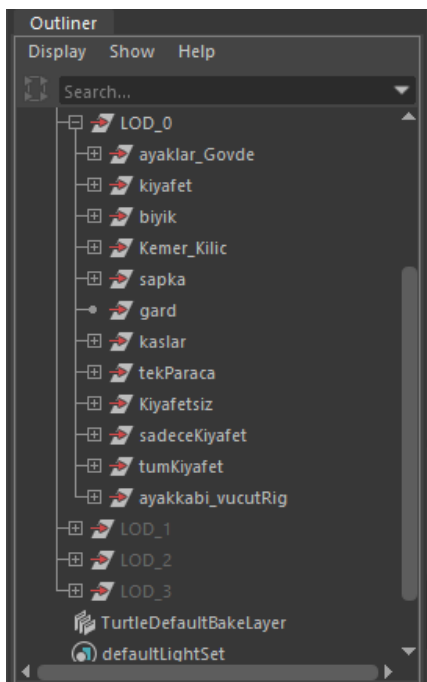 Outliner
Display Show Help
Search...
LOD_0
ayaklar_Govde
kiyafet
biyik
Kemer_Kilic
sapka
gard
kaslar
tekParaca
Kiyafetsiz
sadeceKiyafet
tumKiyafet
ayakkabi_vucutRig
LOD_1
LOD_2
LOD_3
TurtleDefaultBakeLayer
defaultLightSet